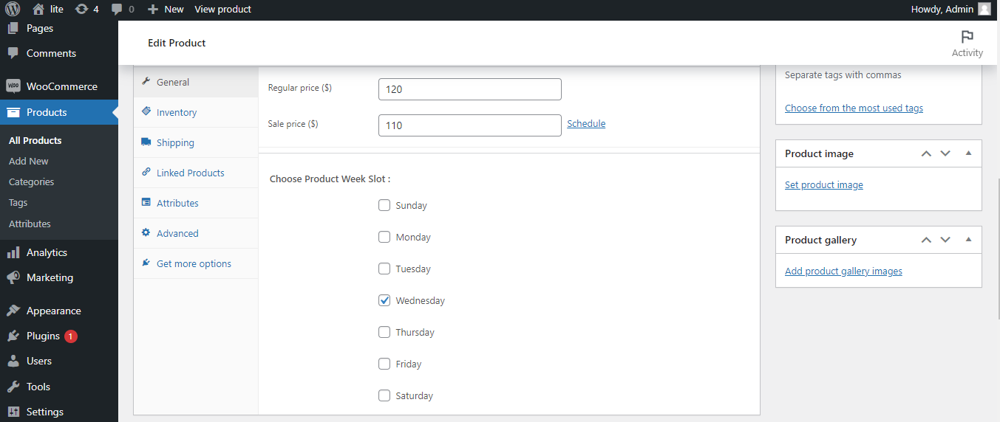 lite 4 0 New View product Howdy, Admin
Pages
Comments
WOO WooCommerce
Products
All Products
Add New
Categories
Tags
Attributes
Analytics
Marketing
Appearance
Plugins 1
Users
Tools
Settings
Edit Product
Activity
General
Inventory
Shipping
Linked Products
Attributes
Advanced
Get more options
Regular price ($) 120
Sale price ($) 110 Schedule
Choose Product Week Slot :
Sunday
Monday
Tuesday
Wednesday
Thursday
Friday
Saturday
Separate tags with commas
Choose from the most used tags
Product image
Set product image
Product gallery
Add product gallery images